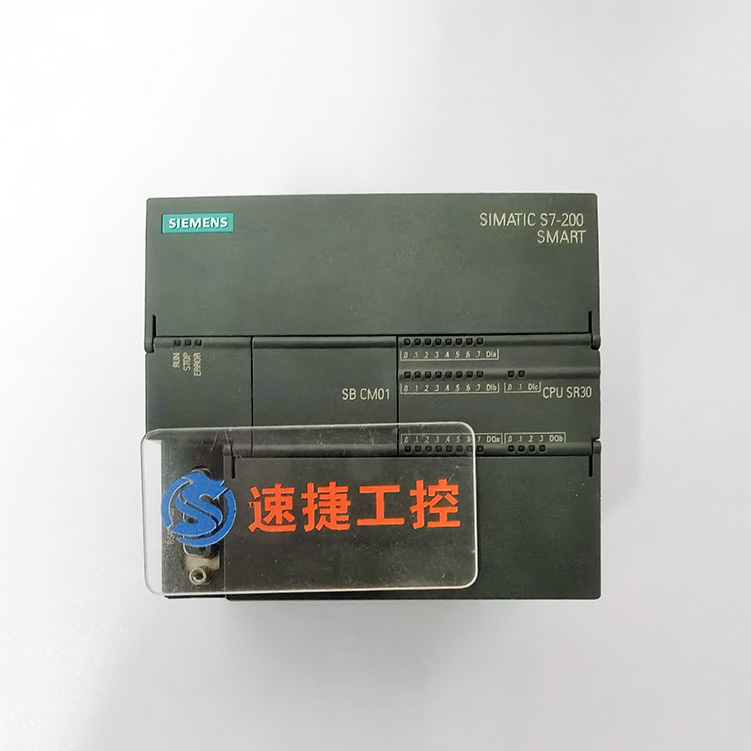 SIEMENS
SIMATIC S7-200
SMART
RUN
STOP
ERROR
.0 .1 .2 .3 .4 .5 .6 .7 DIa
SB CM01
.0 .1 .2 .3 .4 .5 .6 .7 DIb .0 .1 DIc
CPU SR30
.0 .1 .2 .3 .4 .5 .6 .7 DQa .0 .1 .2 .3 DQb
速捷工控